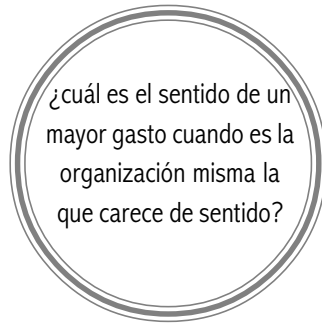 ¿cuál es el sentido de un
mayor gasto cuando es la
organización misma la
que carece de sentido?